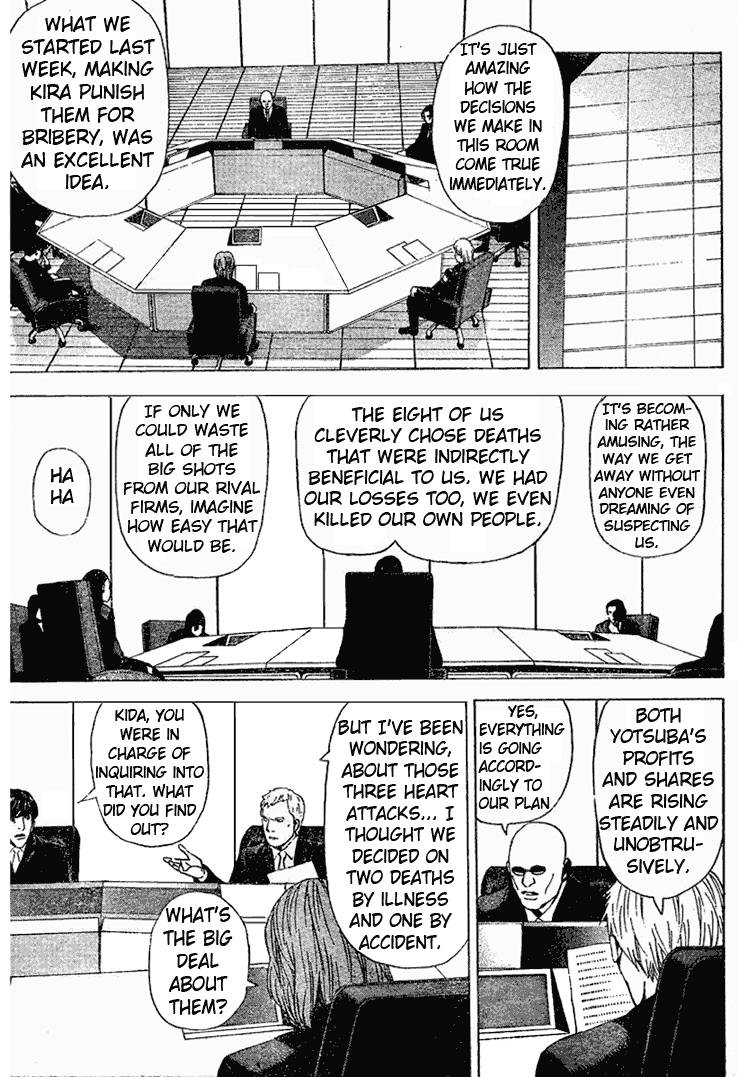 IT'S JUST
AMAZING
HOW THE
DECISIONS
WE MAKE IN
THIS ROOM
COME TRUE
IMMEDIATELY.
WHAT WE
STARTED LAST
WEEK, MAKING
KIRA PUNISH
THEM FOR
BRIBERY, WAS
AN EXCELLENT
IDEA.
IT'S BECOM-
ING RATHER
AMUSING, THE
WAY WE GET
AWAY WITHOUT
ANYONE EVEN
DREAMING OF
SUSPECTING
US.
THE EIGHT OF US
CLEVERLY CHOSE DEATHS
THAT WERE INDIRECTLY
BENEFICIAL TO US. WE HAD
OUR LOSSES TOO, WE EVEN
KILLED OUR OWN PEOPLE.
IF ONLY WE
COULD WASTE
ALL OF THE
BIG SHOTS
FROM OUR RIVAL
FIRMS, IMAGINE
HOW EASY THAT
WOULD BE.
HA
HA
BOTH
YOTSUBA'S
PROFITS
AND SHARES
ARE RISING
STEADILY AND
UNOBTRU-
SIVELY.
YES,
EVERYTHING
IS GOING
ACCORD-
INGLY TO
OUR PLAN
BUT I'VE BEEN
WONDERING,
ABOUT THOSE
THREE HEART
ATTACKS... I
THOUGHT WE
DECIDED ON
TWO DEATHS
BY ILLNESS
AND ONE BY
ACCIDENT.
KIDA, YOU
WERE IN
CHARGE OF
INQUIRING INTO
THAT. WHAT
DID YOU FIND
OUT?
WHAT'S
THE BIG
DEAL
ABOUT
THEM?